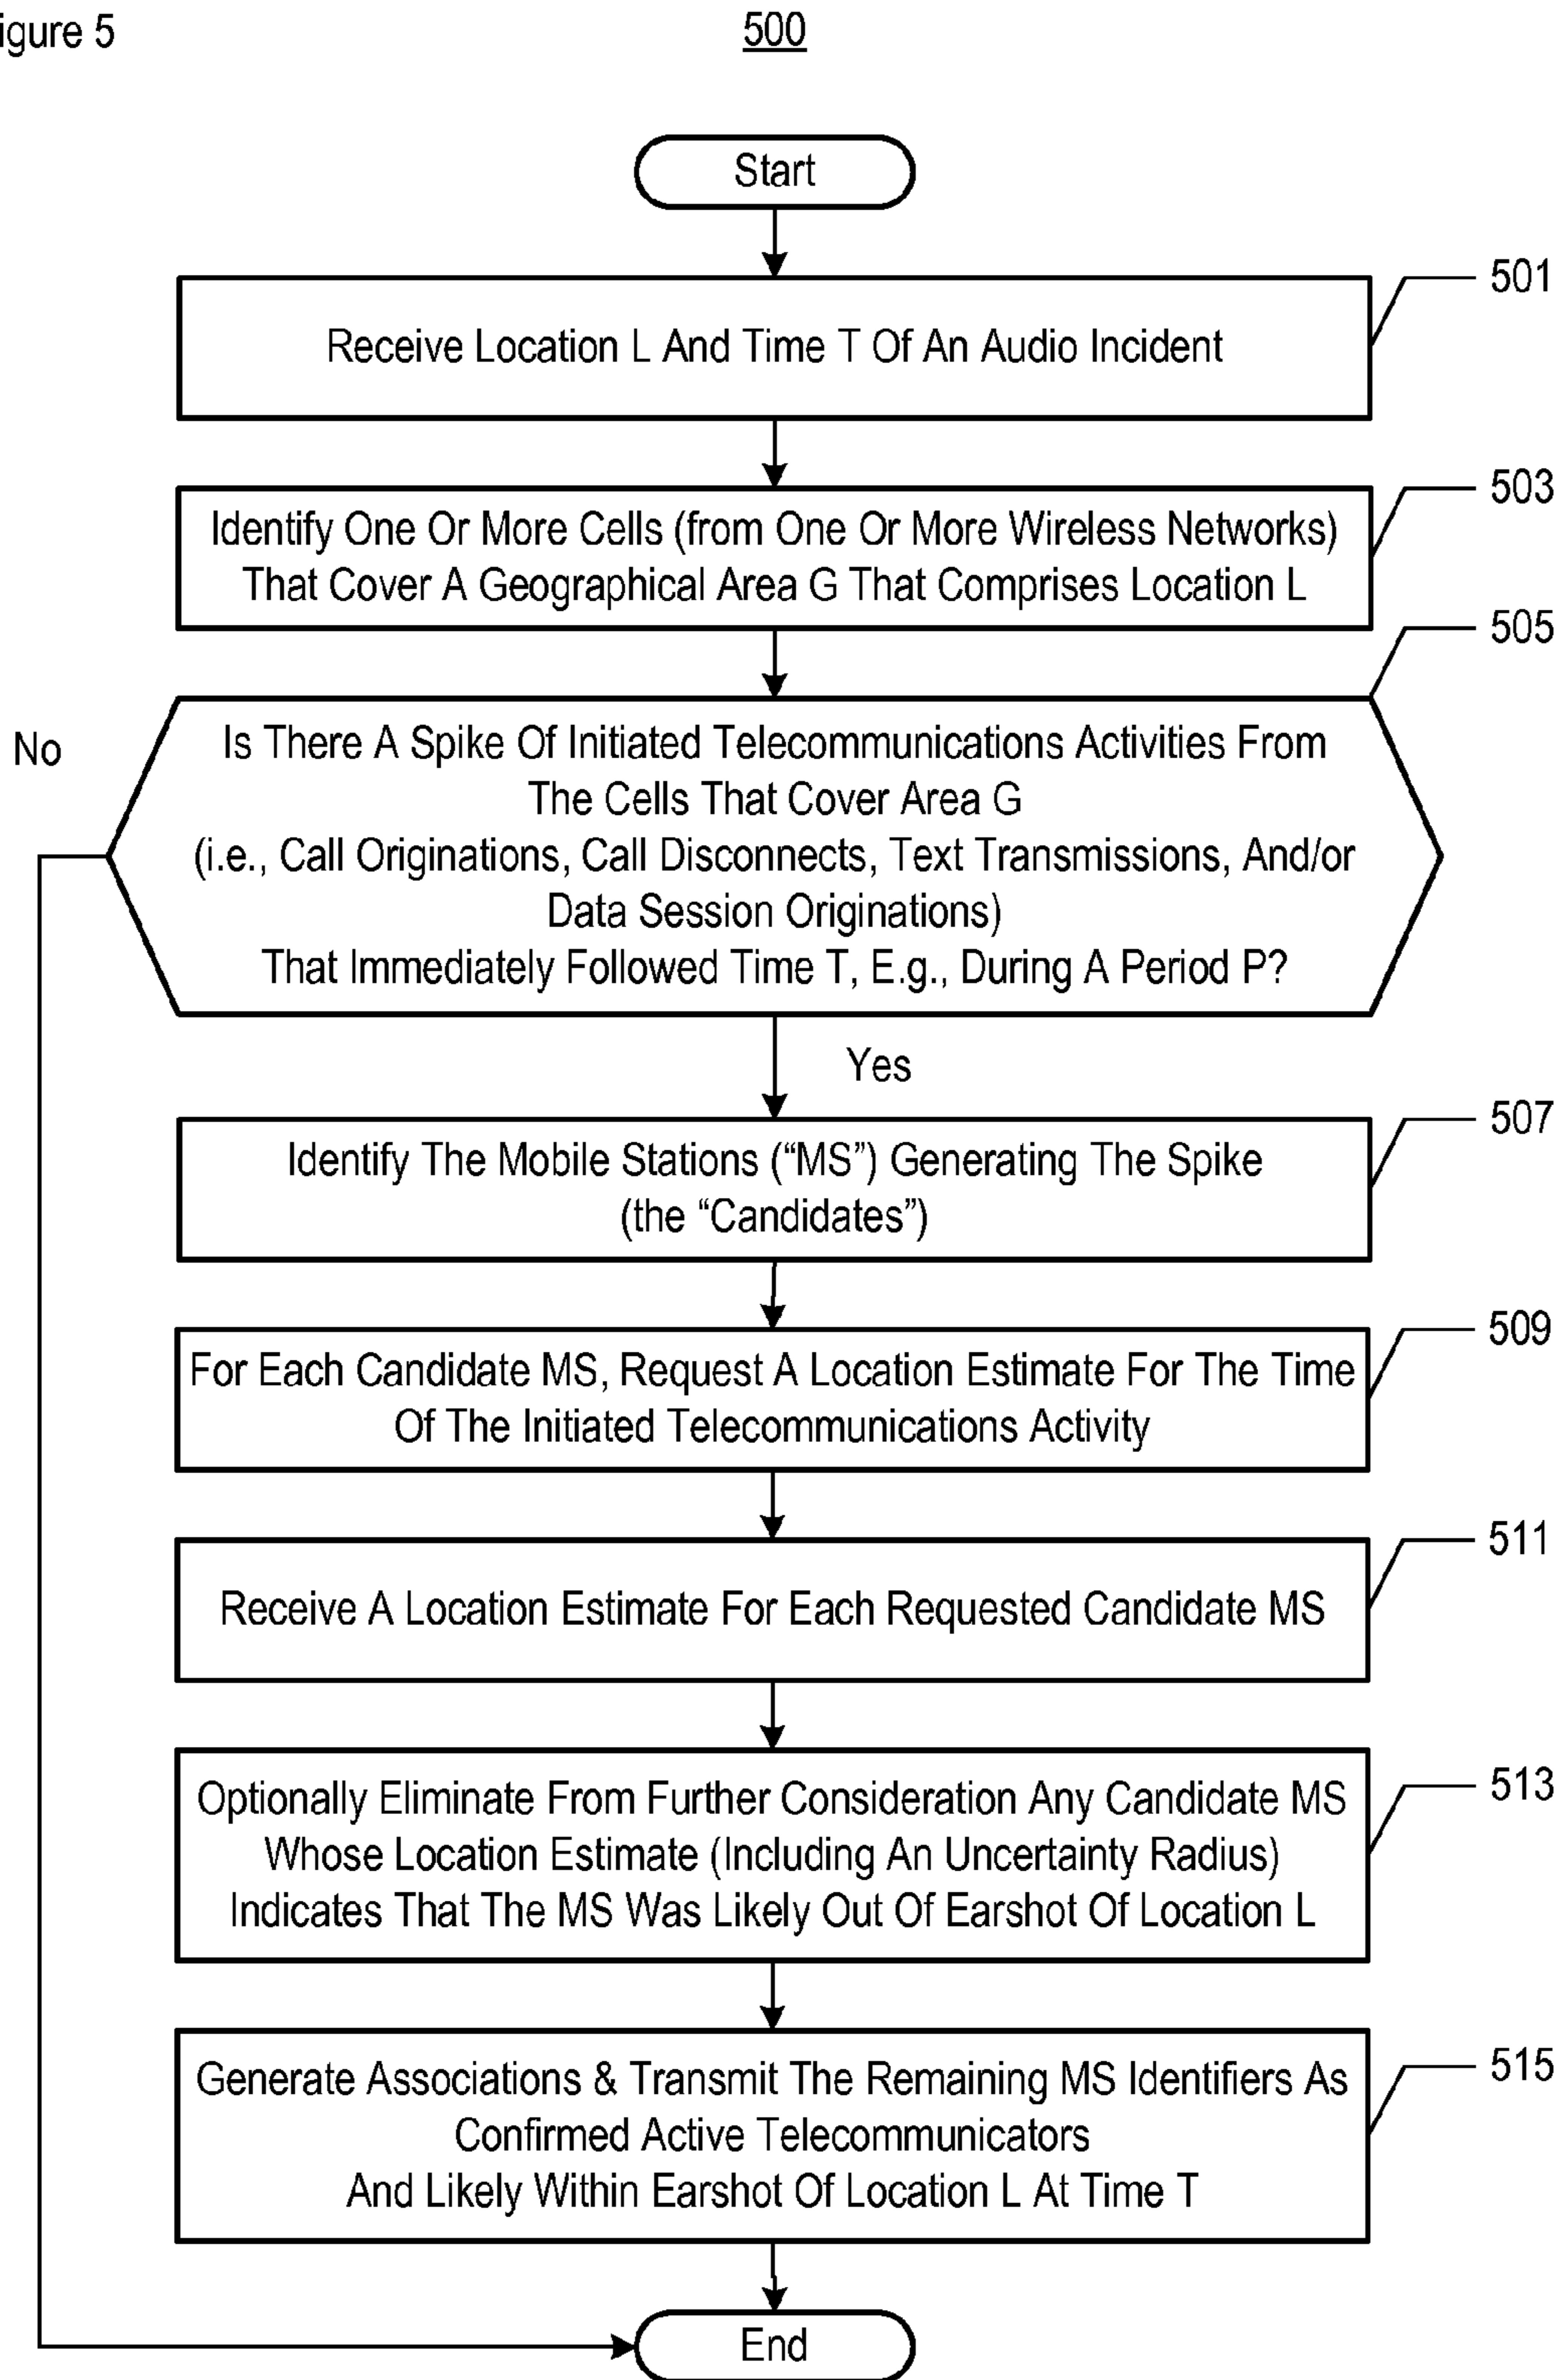 igure 5
500
Start
501
Receive Location L And Time T Of An Audio Incident
503
Identify One Or More Cells (from One Or More Wireless Networks)
That Cover A Geographical Area G That Comprises Location L
505
No
Is There A Spike Of Initiated Telecommunications Activities From
The Cells That Cover Area G
(i.e., Call Originations, Call Disconnects, Text Transmissions, And/or
Data Session Originations)
That Immediately Followed Time T, E.g., During A Period P?
Yes
507
Identify The Mobile Stations (“MS”) Generating The Spike
(the “Candidates”)
509
For Each Candidate MS, Request A Location Estimate For The Time
Of The Initiated Telecommunications Activity
511
Receive A Location Estimate For Each Requested Candidate MS
513
Optionally Eliminate From Further Consideration Any Candidate MS
Whose Location Estimate (Including An Uncertainty Radius)
Indicates That The MS Was Likely Out Of Earshot Of Location L
515
Generate Associations & Transmit The Remaining MS Identifiers As
Confirmed Active Telecommunicators
And Likely Within Earshot Of Location L At Time T
End